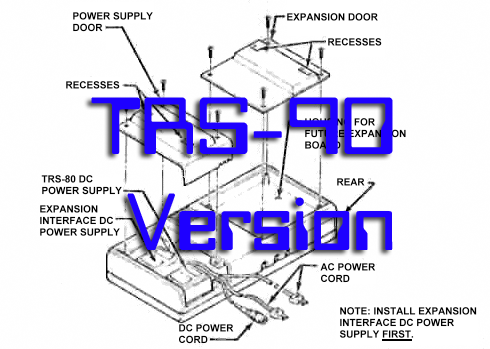 POWER SUPPLY
DOOR
EXPANSION DOOR
RECESSES
RECESSES
TRS-90
HOUSING FOR
FUTURE EXPANSION
BOARD
TRS-80 DC
POWER SUPPLY
REAR
EXPANSION
INTERFACE DC
POWER SUPPLY
Version
AC POWER
CORD
DC POWER
CORD
NOTE: INSTALL EXPANSION
INTERFACE DC POWER
SUPPLY FIRST.